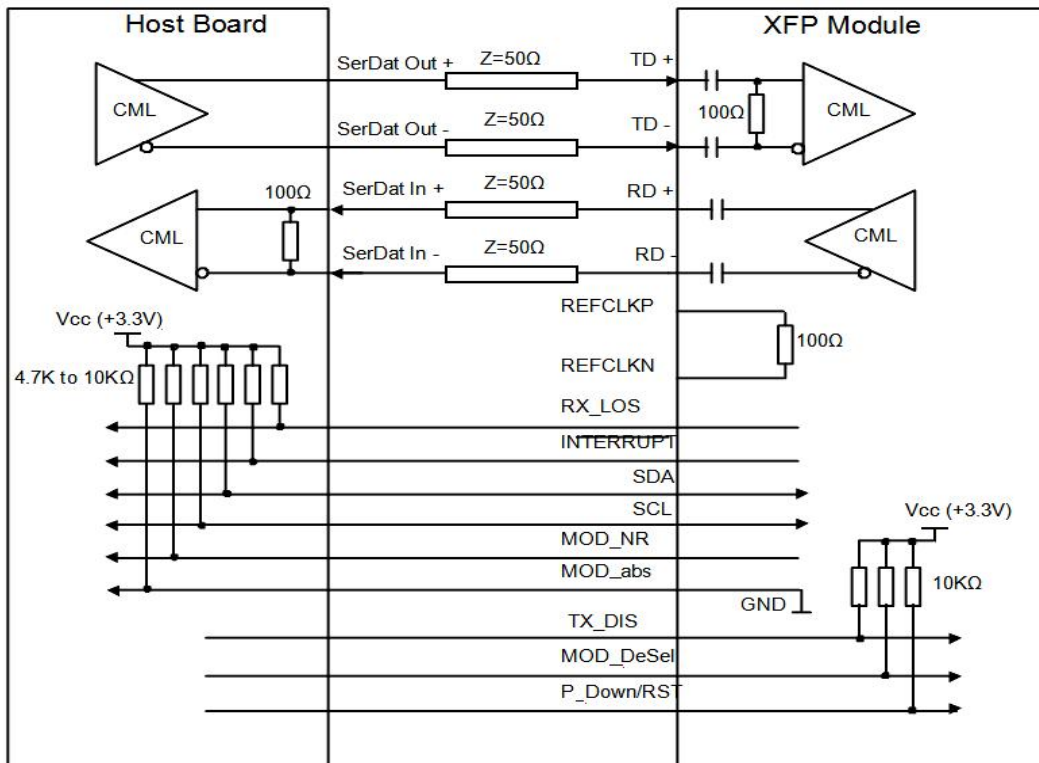 Host Board
XFP Module
SerDat Out +
Z=50Ω
TD +
CML
100Ω
CML
SerDat Out -
Z=50Ω
TD -
SerDat In +
Z=50Ω
RD +
100Ω
CML
CML
SerDat In -
Z=50Ω
RD -
REFCLKP
Vcc (+3.3V)
100Ω
REFCLKN
4.7K to 10KΩ
RX_LOS
INTERRUPT
SDA
SCL
Vcc (+3.3V)
MOD_NR
MOD_abs
10KΩ
GND
TX_DIS
MOD_DeSel
P_Down/RST